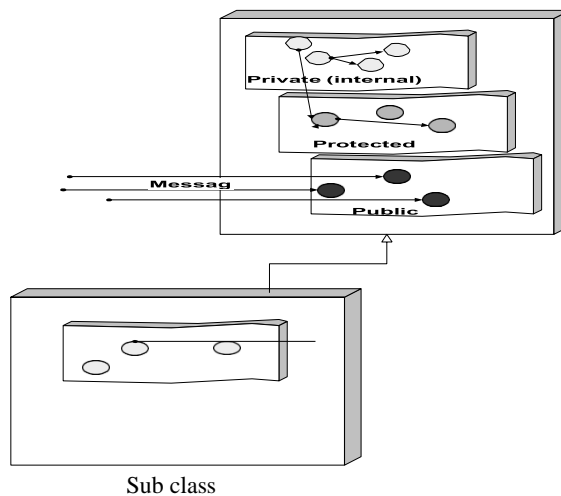 Private (internal)
Protected
Messag
Public
Sub class